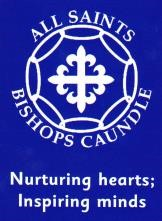 ALL SAINTS
BISHOPS CAUNDLE
Nurturing hearts;
Inspiring minds